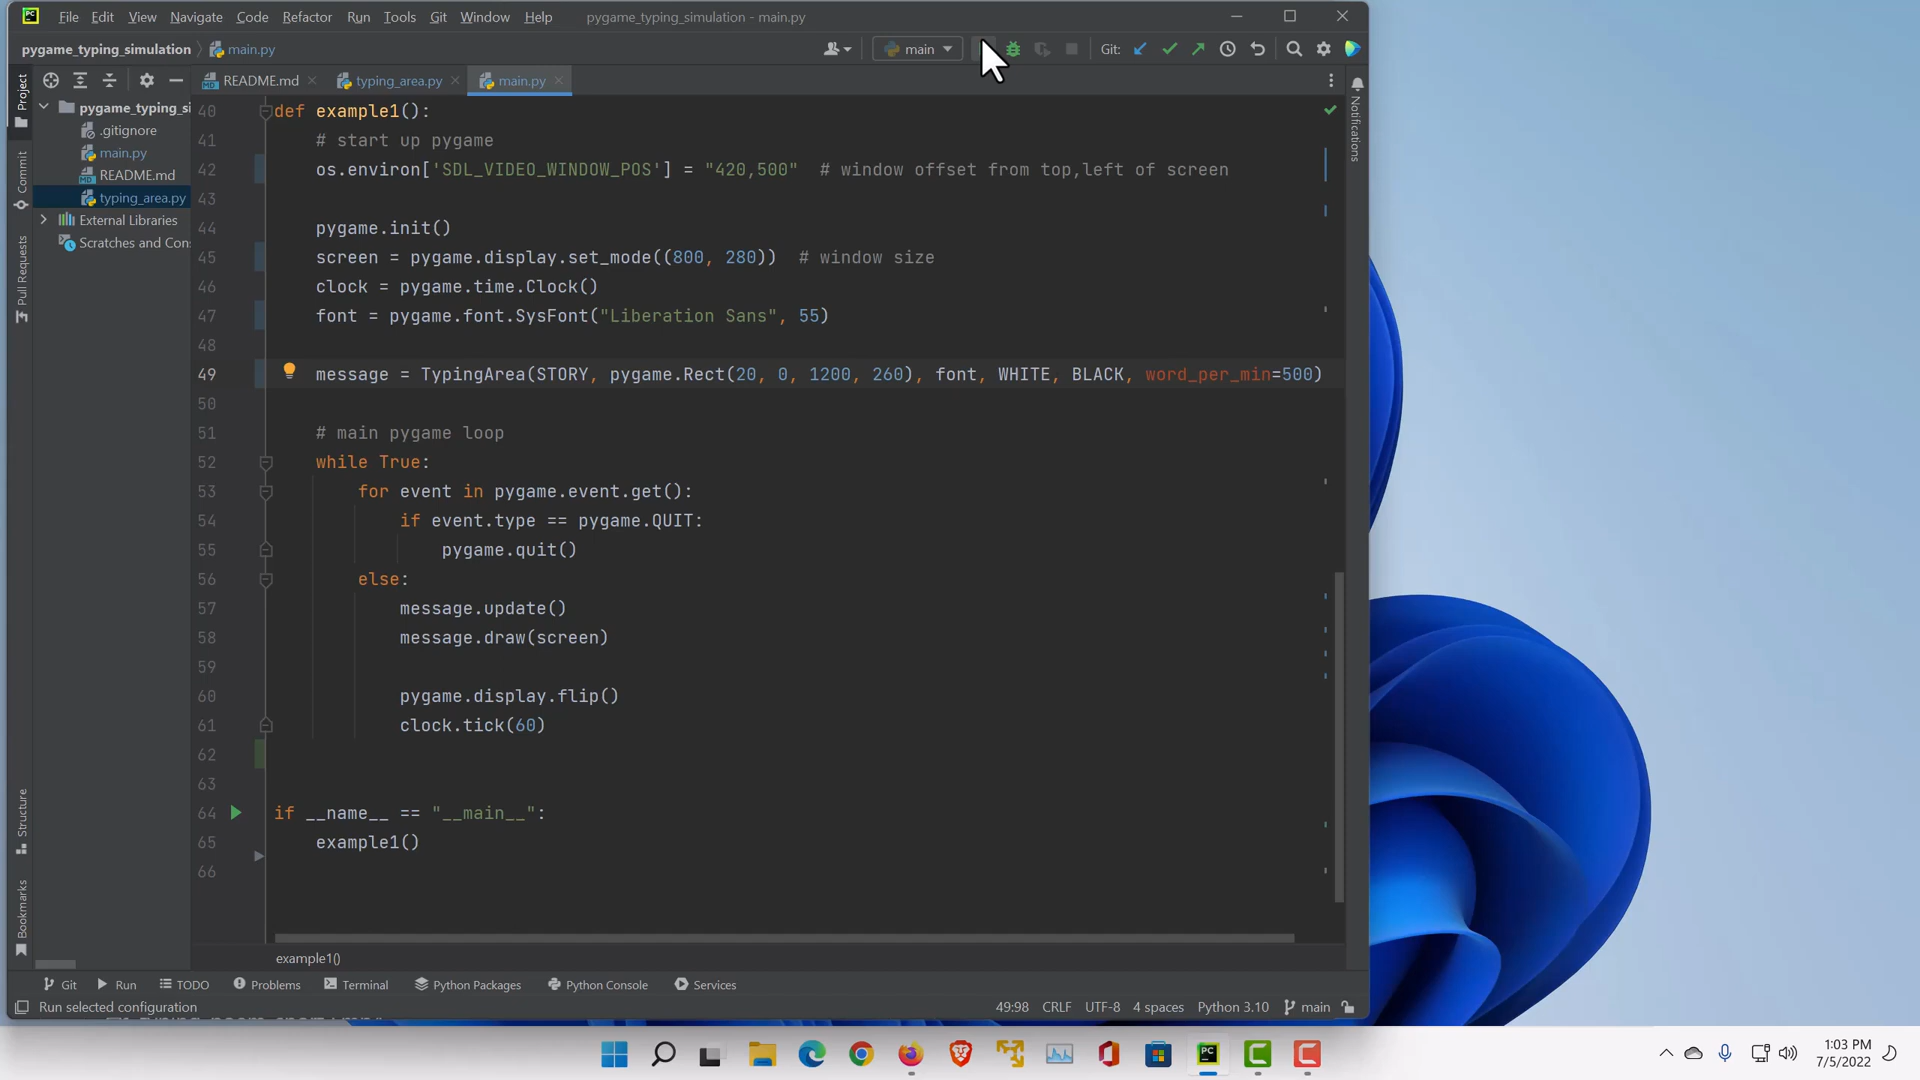 PC File Edit View Navigate Code Refactor Run Tools Git Window Help pygame_typing_simulation - main.py
pygame_typing_simulation main.py main Git:
README.md typing_area.py main.py
Project
Commit
Pull Requests
Structure
Bookmarks
Notifications
pygame_typing_si
.gitignore
main.py
README.md
typing_area.py
External Libraries
Scratches and Con
40 def example1():
41 # start up pygame
42 os.environ['SDL_VIDEO_WINDOW_POS'] = "420,500" # window offset from top,left of screen
43
44 pygame.init()
45 screen = pygame.display.set_mode((800, 280)) # window size
46 clock = pygame.time.Clock()
47 font = pygame.font.SysFont("Liberation Sans", 55)
48
49 message = TypingArea(STORY, pygame.Rect(20, 0, 1200, 260), font, WHITE, BLACK, word_per_min=500)
50
51 # main pygame loop
52 while True:
53 for event in pygame.event.get():
54 if event.type == pygame.QUIT:
55 pygame.quit()
56 else:
57 message.update()
58 message.draw(screen)
59
60 pygame.display.flip()
61 clock.tick(60)
62
63
64 if __name__ == "__main__":
65 example1()
66
example1()
Git Run TODO Problems Terminal Python Packages Python Console Services
Run selected configuration 49:98 CRLF UTF-8 4 spaces Python 3.10 main
1:03 PM
7/5/2022